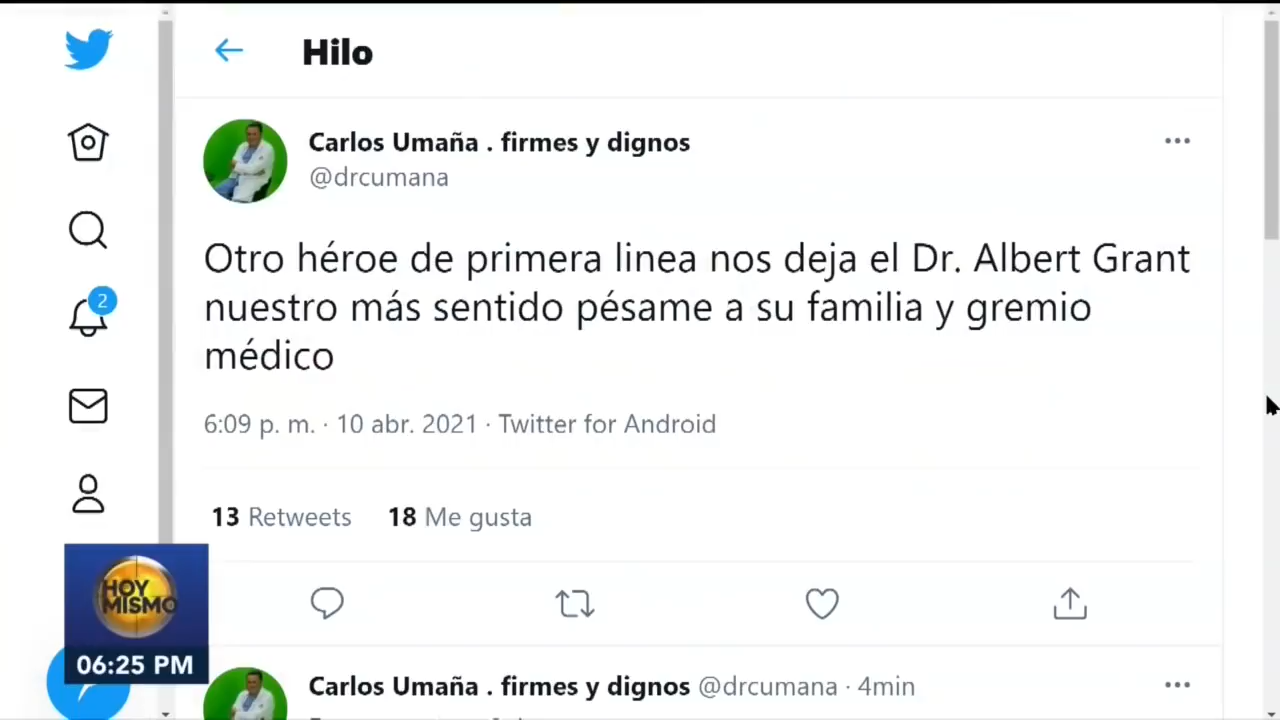 Hilo
Carlos Umaña . firmes y dignos
@drcumana
Otro héroe de primera linea nos deja el Dr. Albert Grant
nuestro más sentido pésame a su familia y gremio
médico
6:09 p. m. · 10 abr. 2021 · Twitter for Android
13 Retweets 18 Me gusta
2
HOY
MISMO
06:25 PM
Carlos Umaña . firmes y dignos @drcumana · 4min